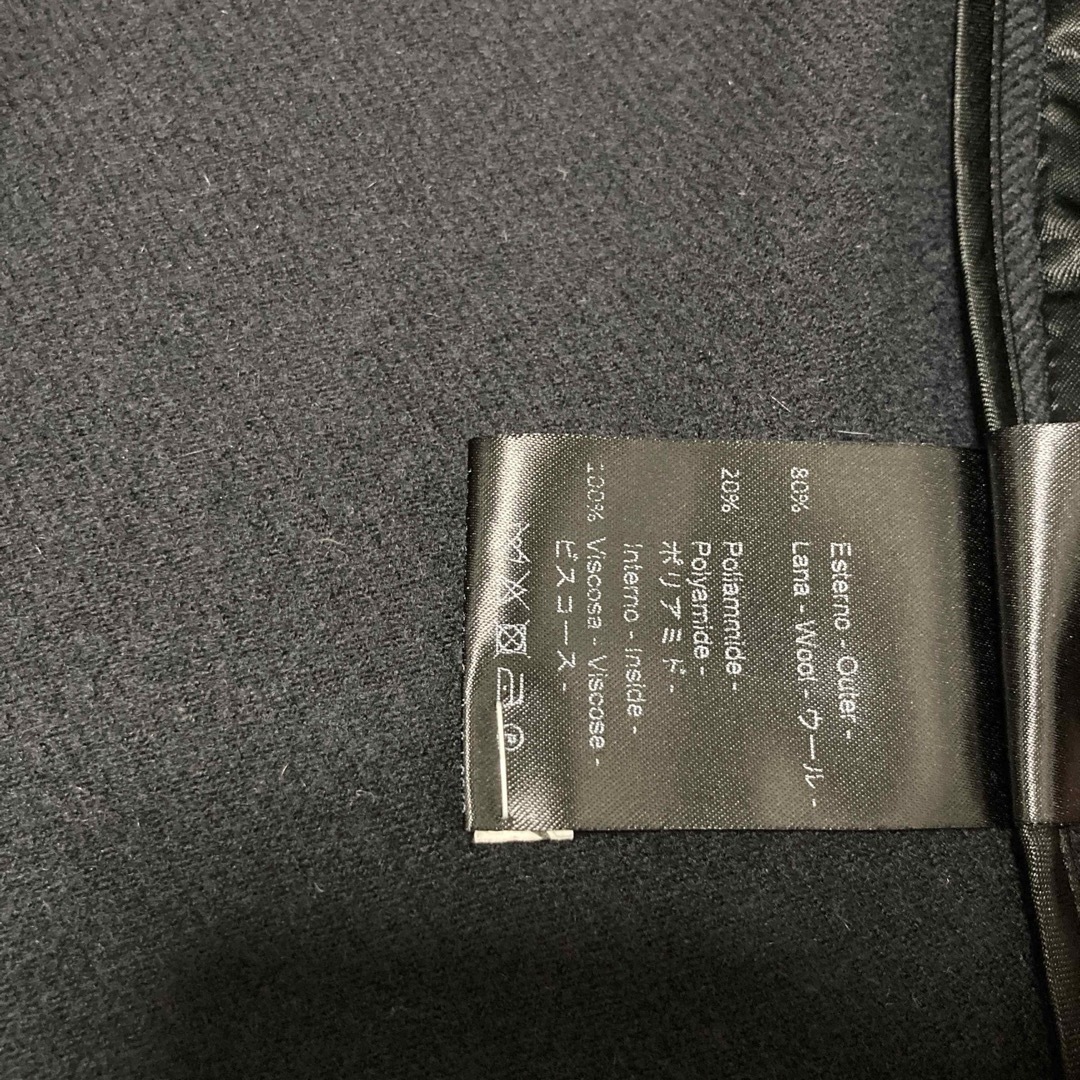 Esterno - Outer -
80% Lana - Wool - ウール -
20% Poliammide -
Polyamide -
ポリアミド -
Interno - Inside -
100% Viscosa - Viscose -
ビスコース -
P